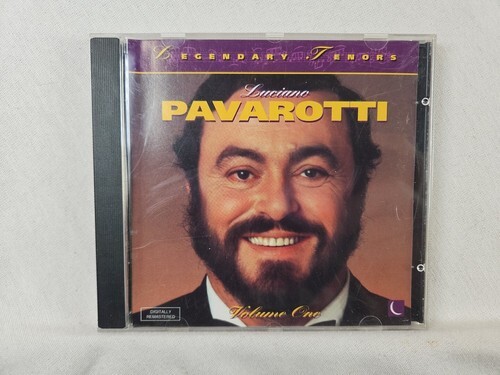 LEGENDARY TENORS
Luciano
PAVAROTTI
Volume One
DIGITALLY
REMASTERED